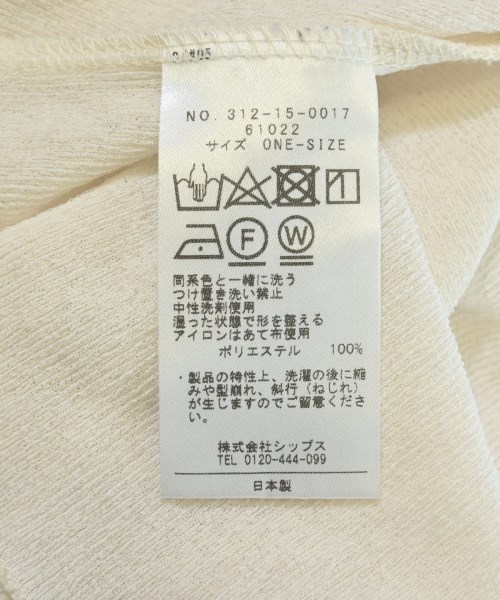 NO. 312-15-0017
61022
サイズ ONE-SIZE
F W
同系色と一緒に洗う
つけ置き洗い禁止
中性洗剤使用
湿った状態で形を整える
アイロンはあて布使用
ポリエステル 100%
・製品の特性上、洗濯の後に縮
みや型崩れ、斜行（ねじれ）
が生じますのでご留意くださ
い。
株式会社シップス
TEL 0120-444-099
日本製